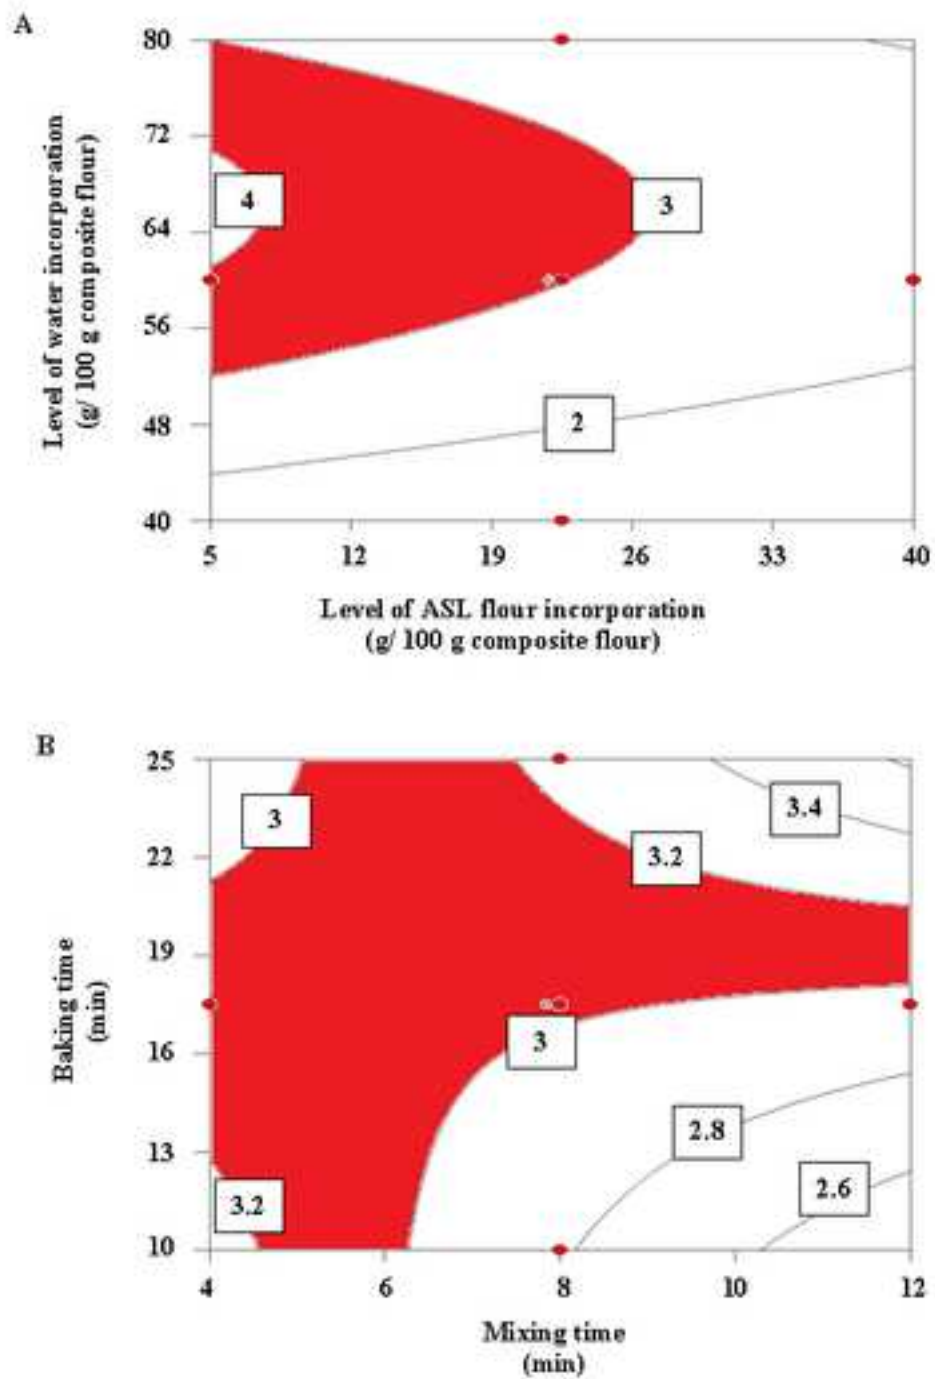 A
80
72
64
56
48
40
Level of water incorporation
(g/ 100 g composite flour)
4
3
2
5 12 19 26 33 40
Level of ASL flour incorporation
(g/ 100 g composite flour)
B
25
22
19
16
13
10
Baking time
(min)
3
3.4
3.2
3
2.8
3.2
2.6
4 6 8 10 12
Mixing time
(min)